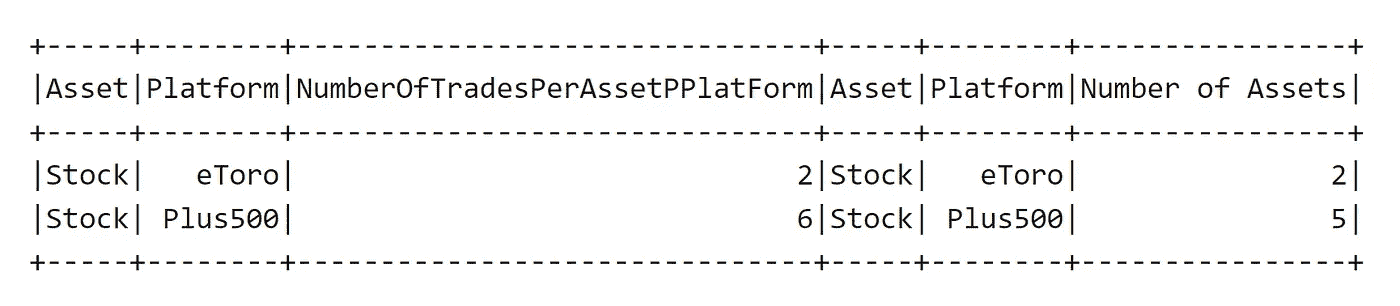 +-----+--------+-------------------------------+-----+--------+----------------+
|Asset|Platform|NumberOfTradesPerAssetPPlatForm|Asset|Platform|Number of Assets|
+-----+--------+-------------------------------+-----+--------+----------------+
|Stock|   eToro|                              2|Stock|   eToro|               2|
|Stock| Plus500|                              6|Stock| Plus500|               5|
+-----+--------+-------------------------------+-----+--------+----------------+